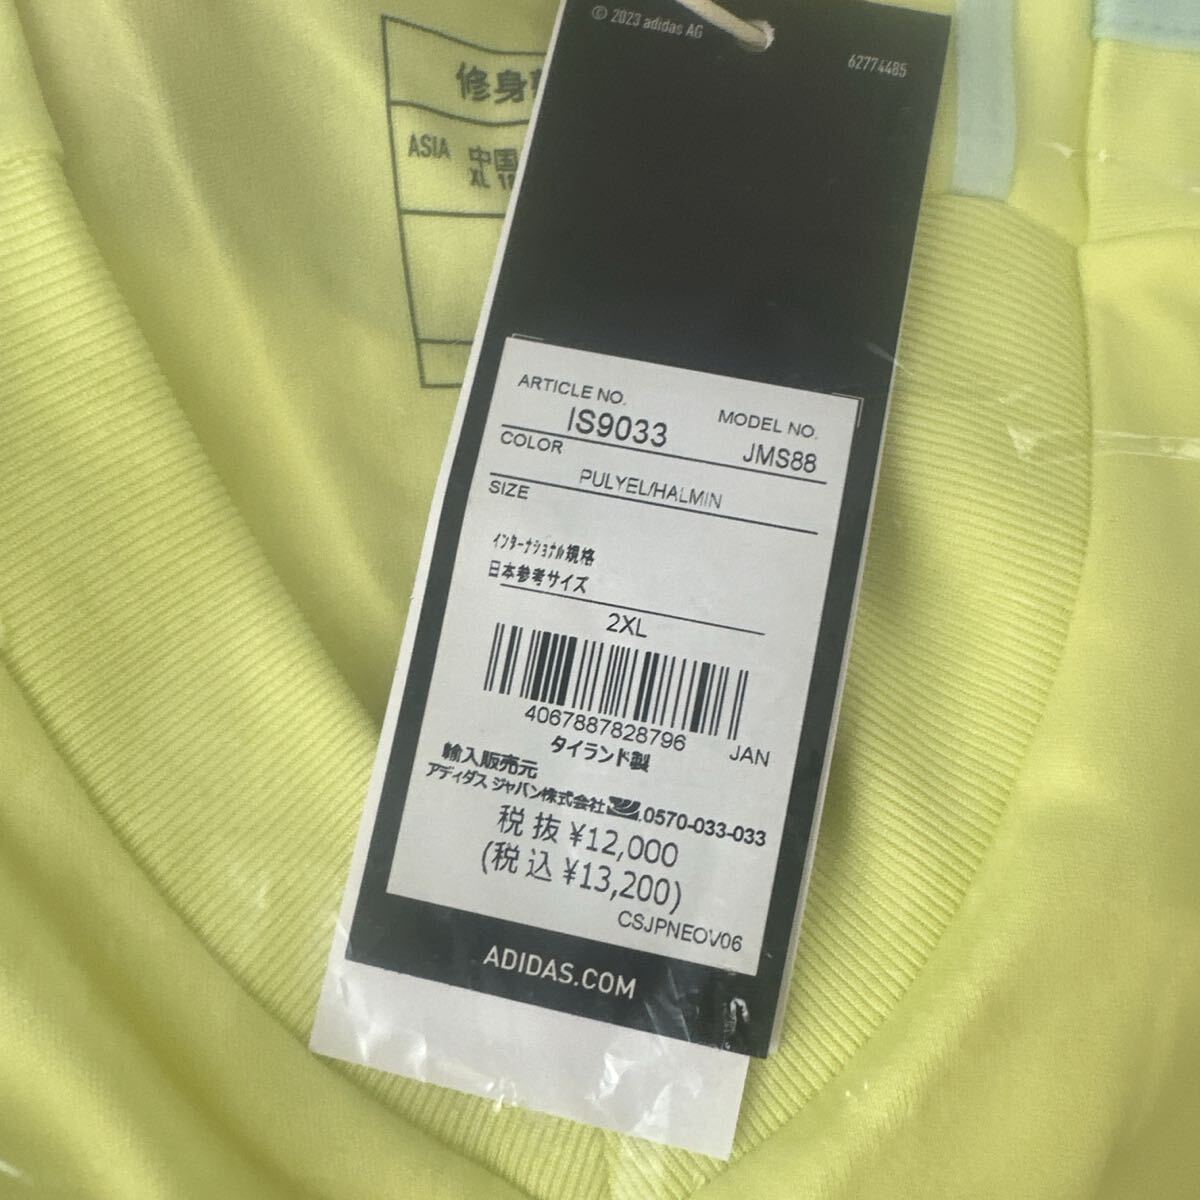 © 2023 adidas AG
62774485
修身
ASIA 中国
XL
ARTICLE NO. MODEL NO.
IS9033 JMS88
COLOR
PULYEL/HALMIN
SIZE
インターナショナル規格
日本参考サイズ
2XL
4067887828796 JAN
タイランド製
輸入販売元
アディダス ジャパン株式会社 0570-033-033
税抜 ¥12,000
(税込 ¥13,200)
CSJPNEOV06
ADIDAS.COM